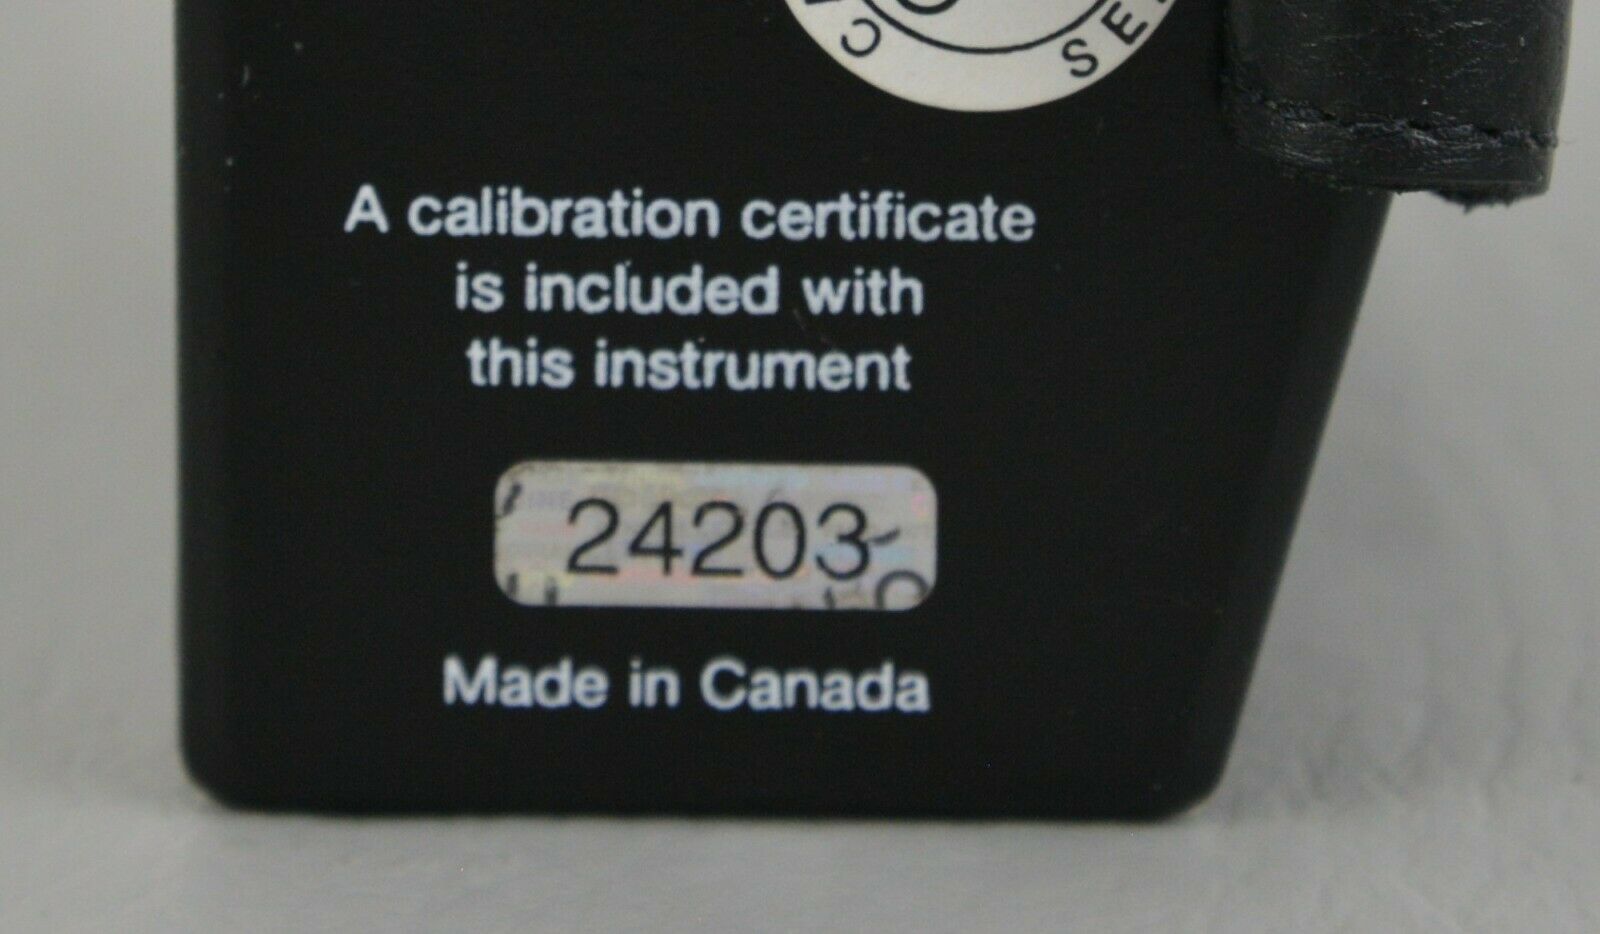 A calibration certificate
is included with
this instrument
24203
Made in Canada